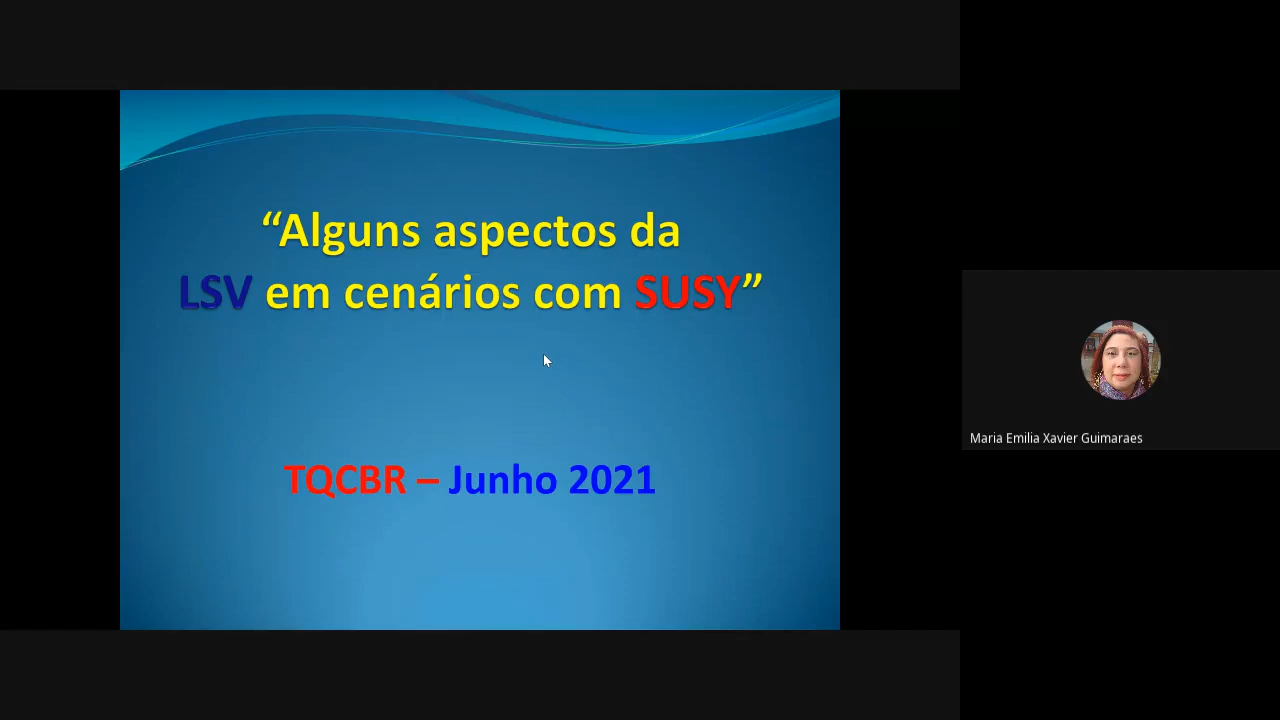 “Alguns aspectos da
LSV em cenários com SUSY”
TQCBR – Junho 2021
Maria Emilia Xavier Guimaraes